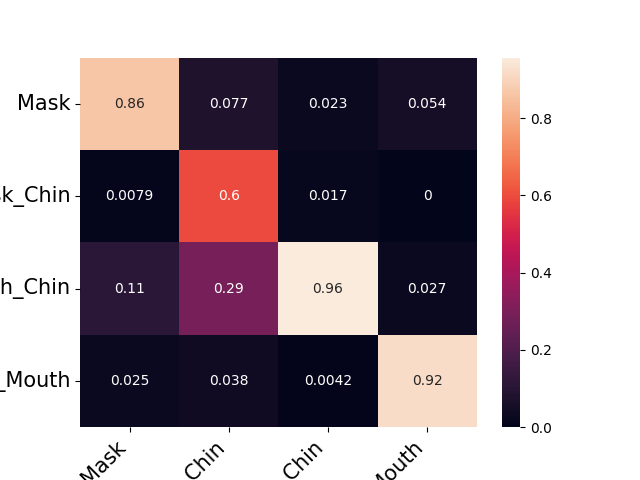 Mask 0.86 0.077 0.023 0.054
k_Chin 0.0079 0.6 0.017 0
h_Chin 0.11 0.29 0.96 0.027
_Mouth 0.025 0.038 0.0042 0.92
Mask Chin Chin Mouth
0.8
0.6
0.4
0.2
0.0